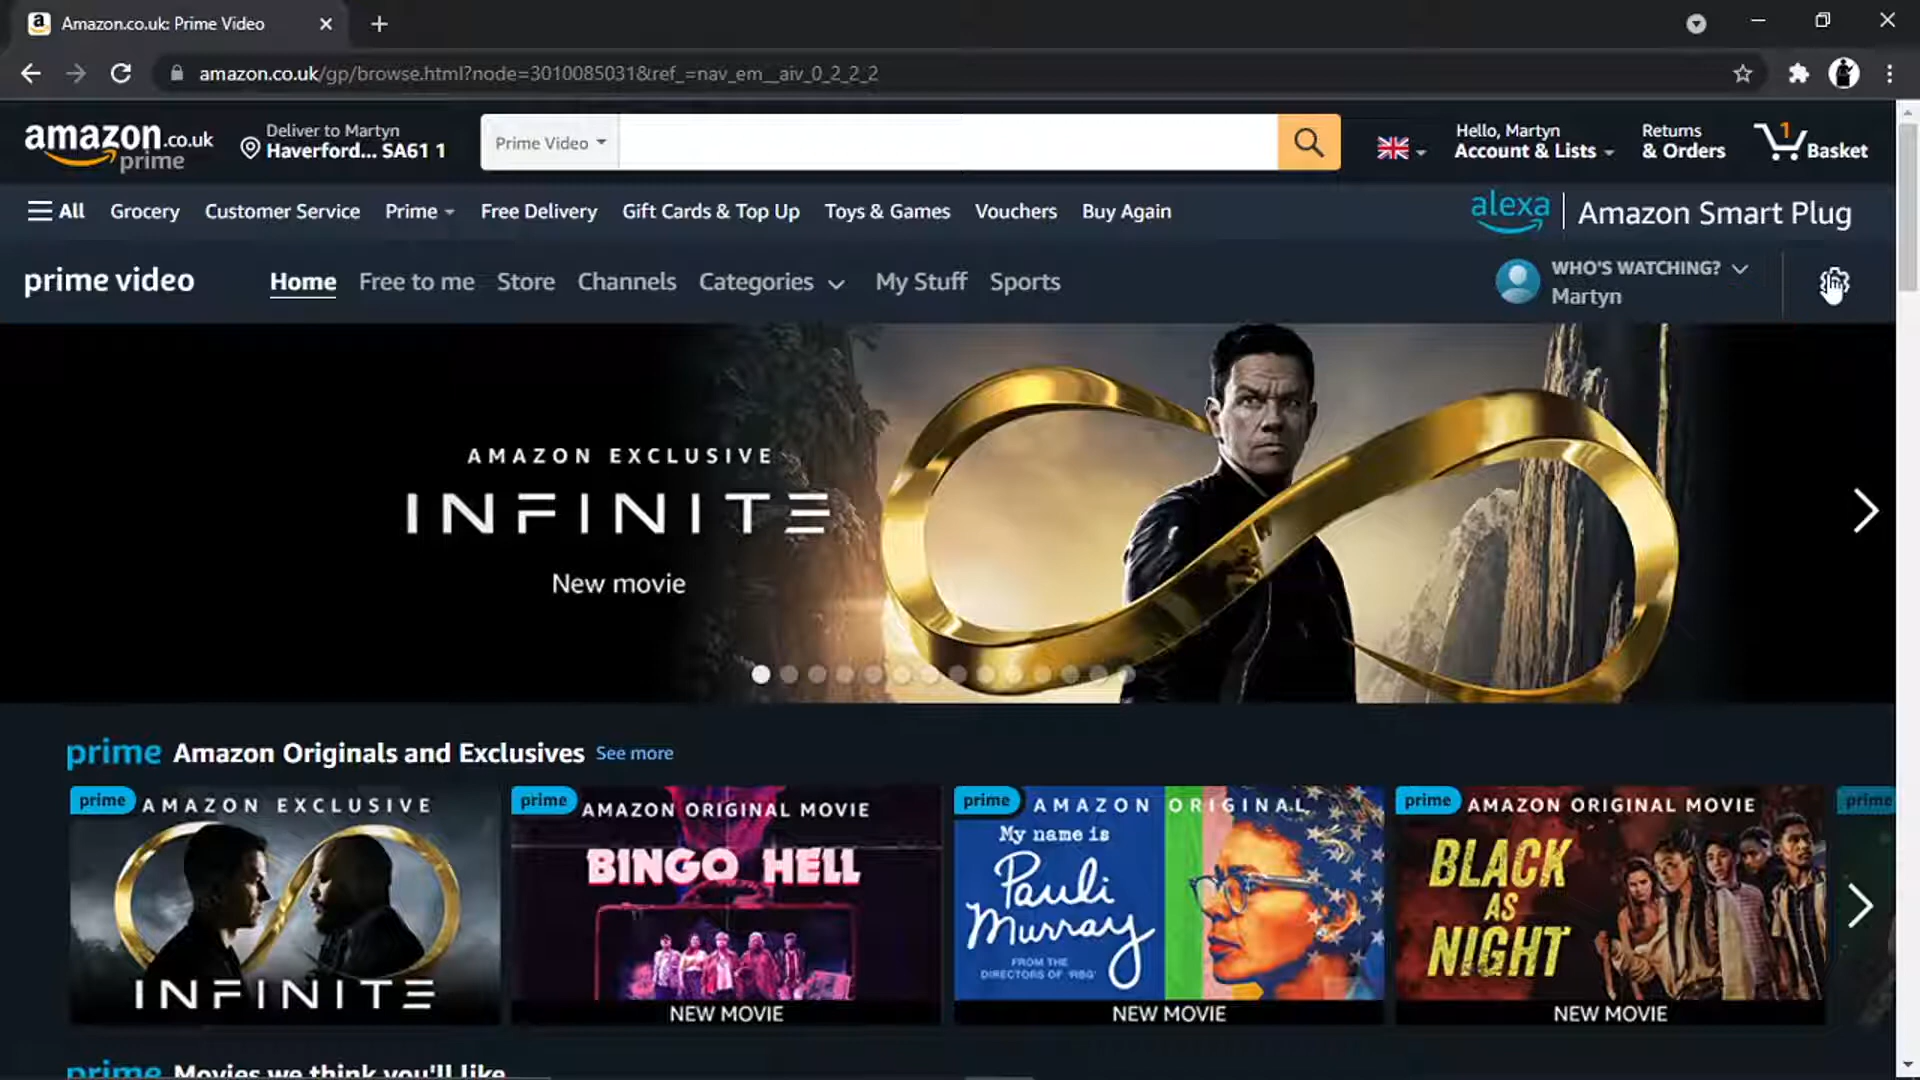 Amazon.co.uk: Prime Video
amazon.co.uk/gp/browse.html?node=3010085031&ref_=nav_em__aiv_0_2_2_2
amazon.co.uk
prime
Deliver to Martyn
Haverford... SA61 1
Prime Video
Hello, Martyn
Account & Lists
Returns
& Orders
1
Basket
All
Grocery
Customer Service
Prime
Free Delivery
Gift Cards & Top Up
Toys & Games
Vouchers
Buy Again
alexa
Amazon Smart Plug
prime video
Home
Free to me
Store
Channels
Categories
My Stuff
Sports
WHO'S WATCHING?
Martyn
AMAZON EXCLUSIVE
INFINITE
New movie
prime Amazon Originals and Exclusives See more
prime
AMAZON EXCLUSIVE
INFINITE
prime
AMAZON ORIGINAL MOVIE
BINGO HELL
NEW MOVIE
prime
AMAZON ORIGINAL
My name is
Pauli
Murray
FROM THE
DIRECTORS OF 'RBG'
NEW MOVIE
prime
AMAZON ORIGINAL MOVIE
BLACK
AS
NIGHT
NEW MOVIE
prime
prime Movies we think you'll like